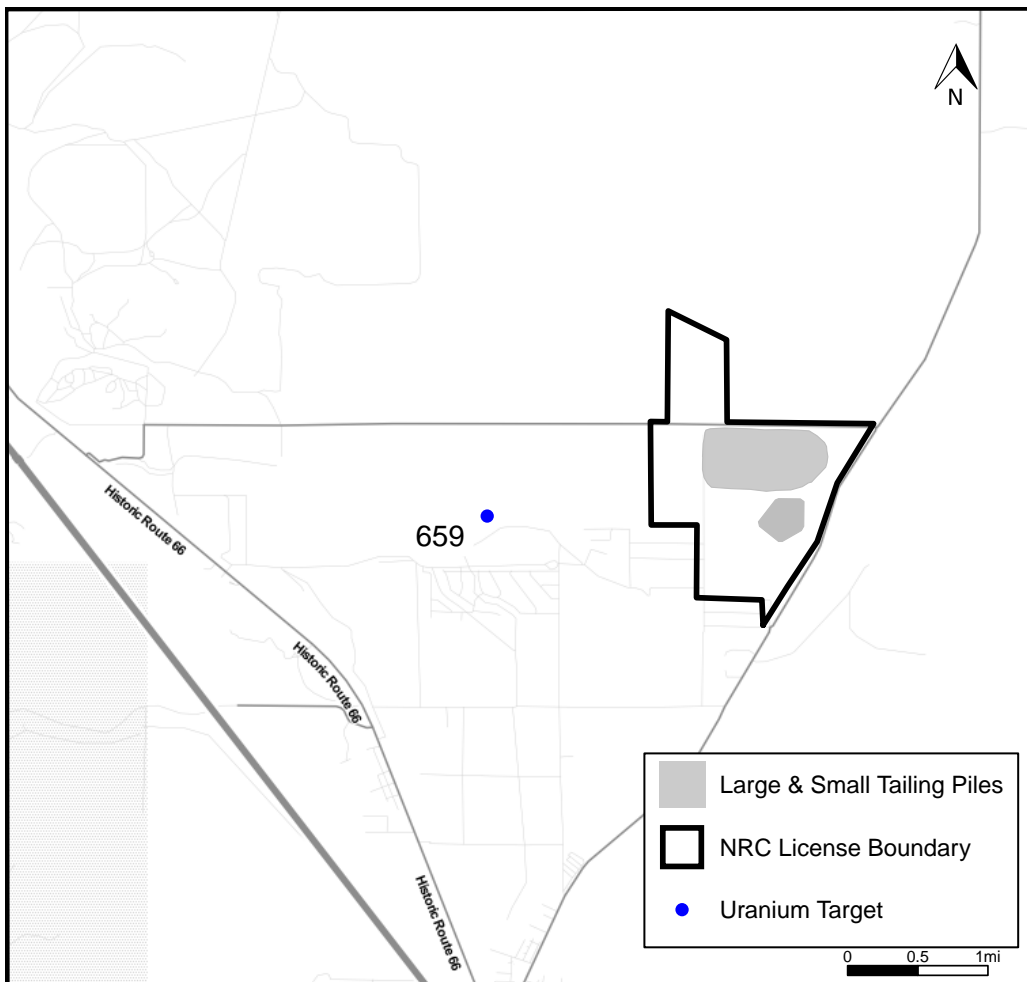 N
659
Historic Route 66
Historic Route 66
Historic Route 66
Large & Small Tailing Piles
NRC License Boundary
Uranium Target
0 0.5 1mi